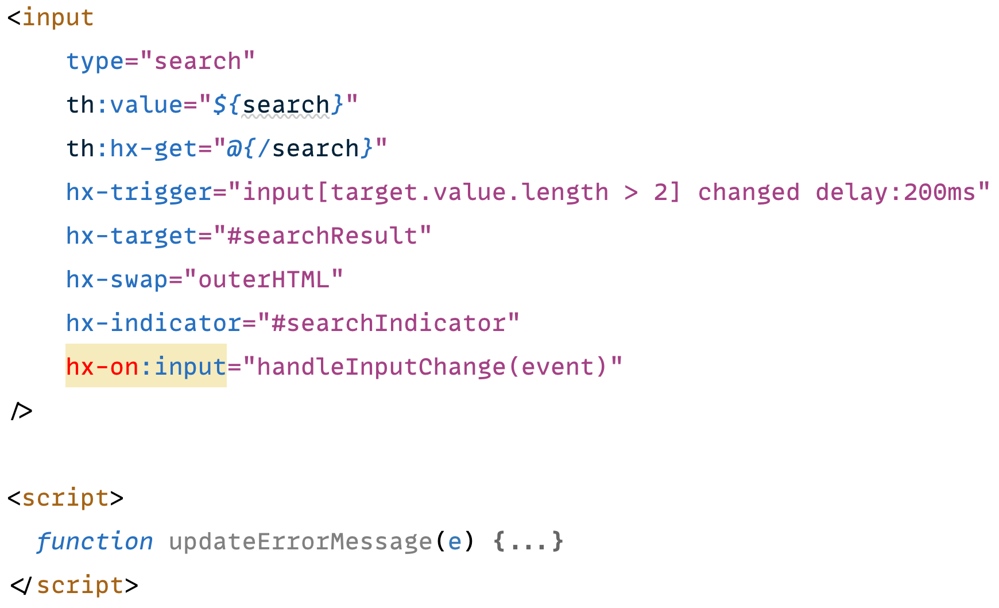 <input
type="search"
th:value="${search}"
th:hx-get="@{/search}"
hx-trigger="input[target.value.length > 2] changed delay:200ms"
hx-target="#searchResult"
hx-swap="outerHTML"
hx-indicator="#searchIndicator"
hx-on:input="handleInputChange(event)"
/>
<script>
function updateErrorMessage(e) {...}
</script>